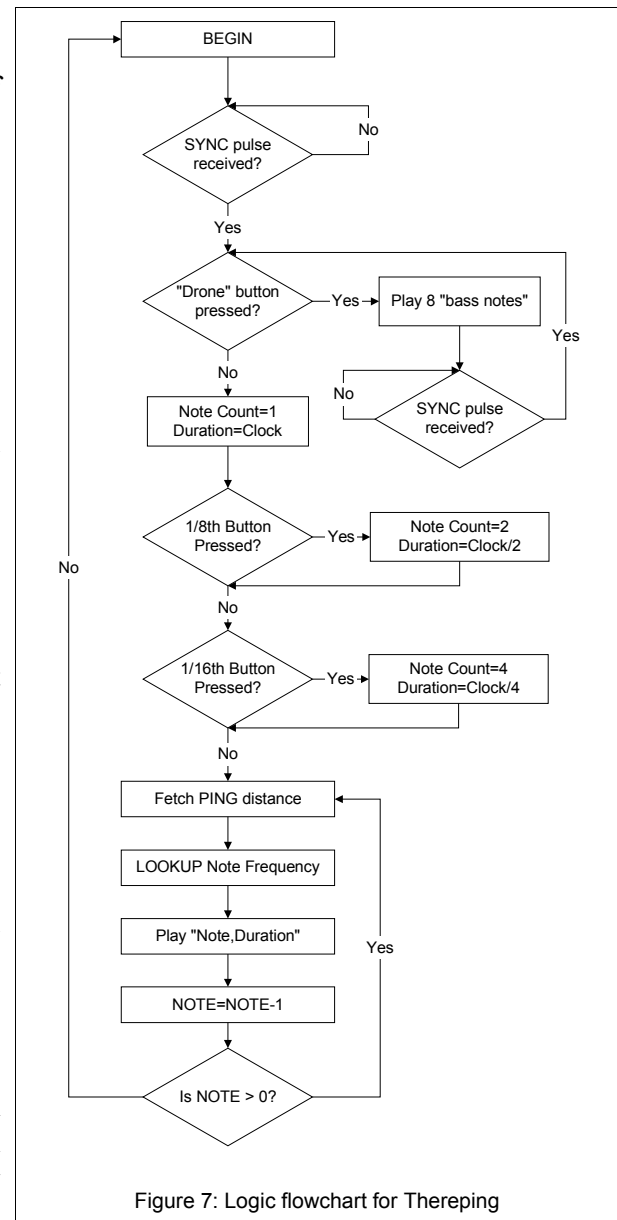 BEGIN
No
SYNC pulse
received?
Yes
"Drone" button
pressed?
Yes
Play 8 "bass notes"
Yes
No
No
SYNC pulse
received?
Note Count=1
Duration=Clock
1/8th Button
Pressed?
Yes
Note Count=2
Duration=Clock/2
No
No
1/16th Button
Pressed?
Yes
Note Count=4
Duration=Clock/4
No
Fetch PING distance
LOOKUP Note Frequency
Play "Note,Duration"
Yes
NOTE=NOTE-1
Is NOTE > 0?
Figure 7: Logic flowchart for Thereping